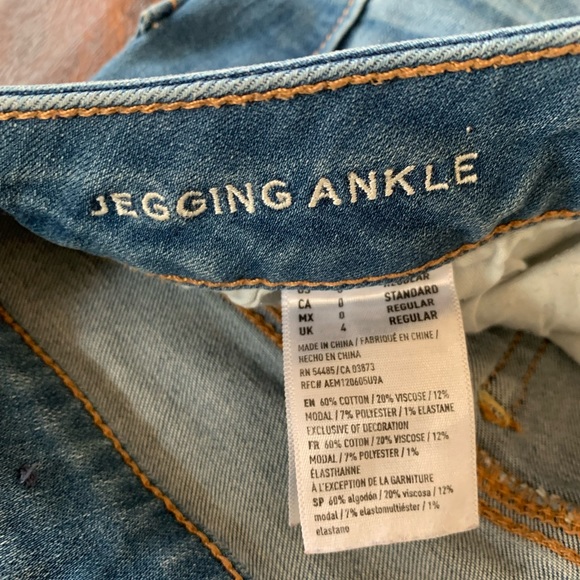 JEGGING ANKLE
REGULAR
CA 0 STANDARD
MX 0 REGULAR
UK 4 REGULAR
MADE IN CHINA / FABRIQUÉ EN CHINE /
HECHO EN CHINA
RN 54485 / CA 03873
RFC# AEM120605U9A
EN 60% COTTON / 20% VISCOSE / 12%
MODAL / 7% POLYESTER / 1% ELASTANE
EXCLUSIVE OF DECORATION
FR 60% COTON / 20% VISCOSE / 12%
MODAL / 7% POLYESTER / 1%
ÉLASTHANNE
À L'EXCEPTION DE LA GARNITURE
SP 60% algodón / 20% viscosa / 12%
modal / 7% elastomultiéster / 1%
elastano